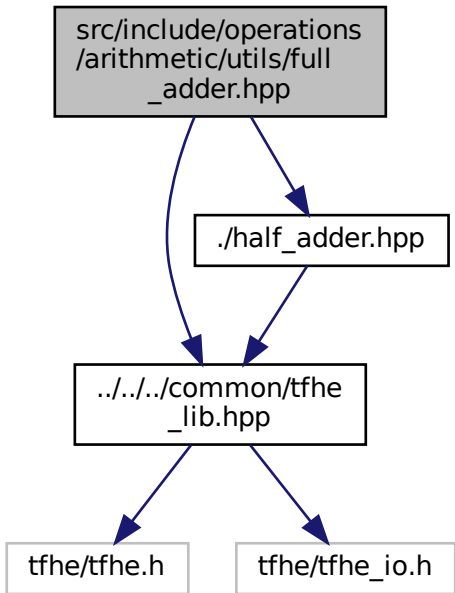 src/include/operations
/arithmetic/utils/full
_adder.hpp
./half_adder.hpp
../../../common/tfhe
_lib.hpp
tfhe/tfhe.h
tfhe/tfhe_io.h